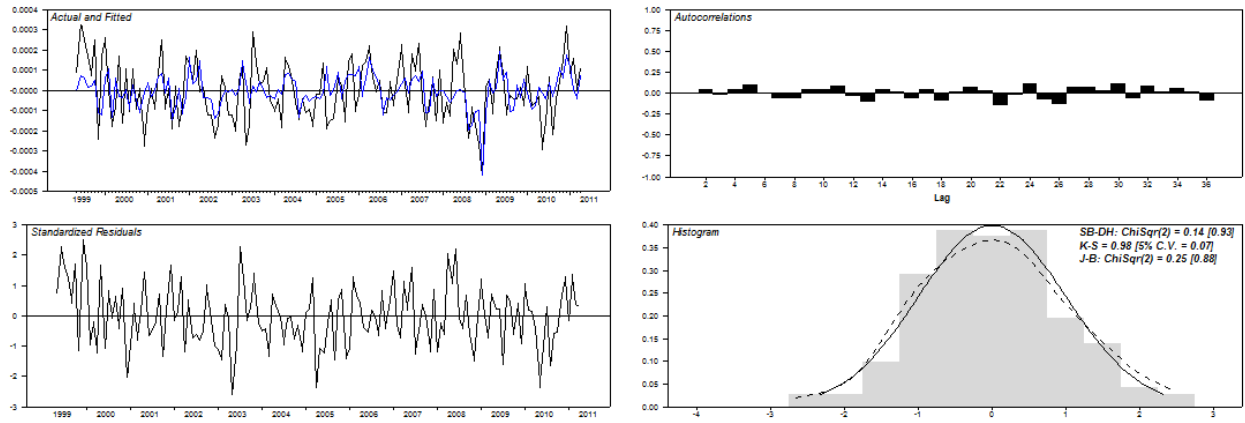 Actual and Fitted
0.0004
0.0003
0.0002
0.0001
-0.0000
-0.0001
-0.0002
-0.0003
-0.0004
-0.0005
1999 2000 2001 2002 2003 2004 2005 2006 2007 2008 2009 2010 2011
Autocorrelations
1.00
0.75
0.50
0.25
0.00
-0.25
-0.50
-0.75
-1.00
2 4 6 8 10 12 14 16 18 20 22 24 26 28 30 32 34 36
Lag
Standardized Residuals
3
2
1
0
-1
-2
-3
1999 2000 2001 2002 2003 2004 2005 2006 2007 2008 2009 2010 2011
Histogram
SB-DH: ChiSqr(2) = 0.14 [0.93]
K-S = 0.98 [5% C.V. = 0.07]
J-B: ChiSqr(2) = 0.25 [0.88]
0.40
0.35
0.30
0.25
0.20
0.15
0.10
0.05
0.00
-4 -3 -2 -1 0 1 2 3